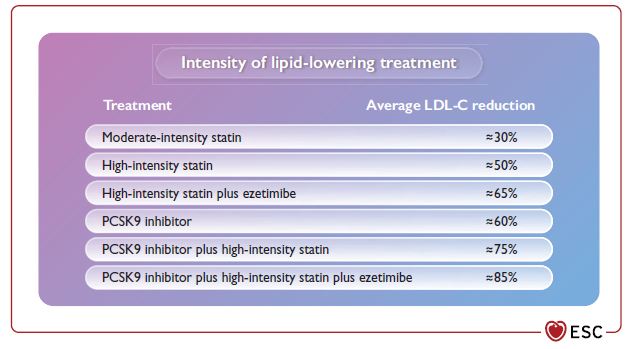 Intensity of lipid-lowering treatment
Treatment Average LDL-C reduction
Moderate-intensity statin ≈30%
High-intensity statin ≈50%
High-intensity statin plus ezetimibe ≈65%
PCSK9 inhibitor ≈60%
PCSK9 inhibitor plus high-intensity statin ≈75%
PCSK9 inhibitor plus high-intensity statin plus ezetimibe ≈85%
ESC